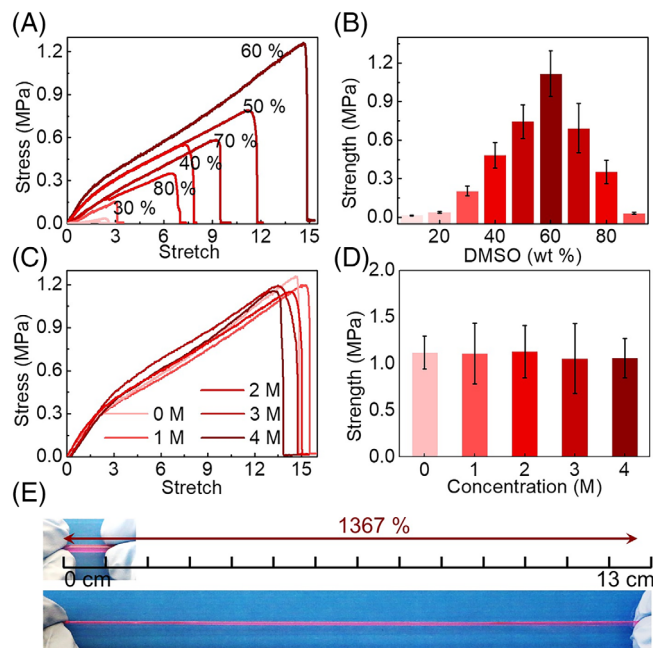 (A)
Stress (MPa)
1.2
0.9
0.6
0.3
0.0
60 %
50 %
70 %
40 %
80 %
30 %
0 3 6 9 12 15
Stretch
(B)
Strength (MPa)
1.2
0.9
0.6
0.3
0.0
20 40 60 80
DMSO (wt %)
(C)
Stress (MPa)
1.2
0.9
0.6
0.3
0.0
2 M
0 M 3 M
1 M 4 M
0 3 6 9 12 15
Stretch
(D)
Strength (MPa)
2.0
1.5
1.0
0.5
0.0
0 1 2 3 4
Concentration (M)
(E)
1367 %
0 cm 13 cm